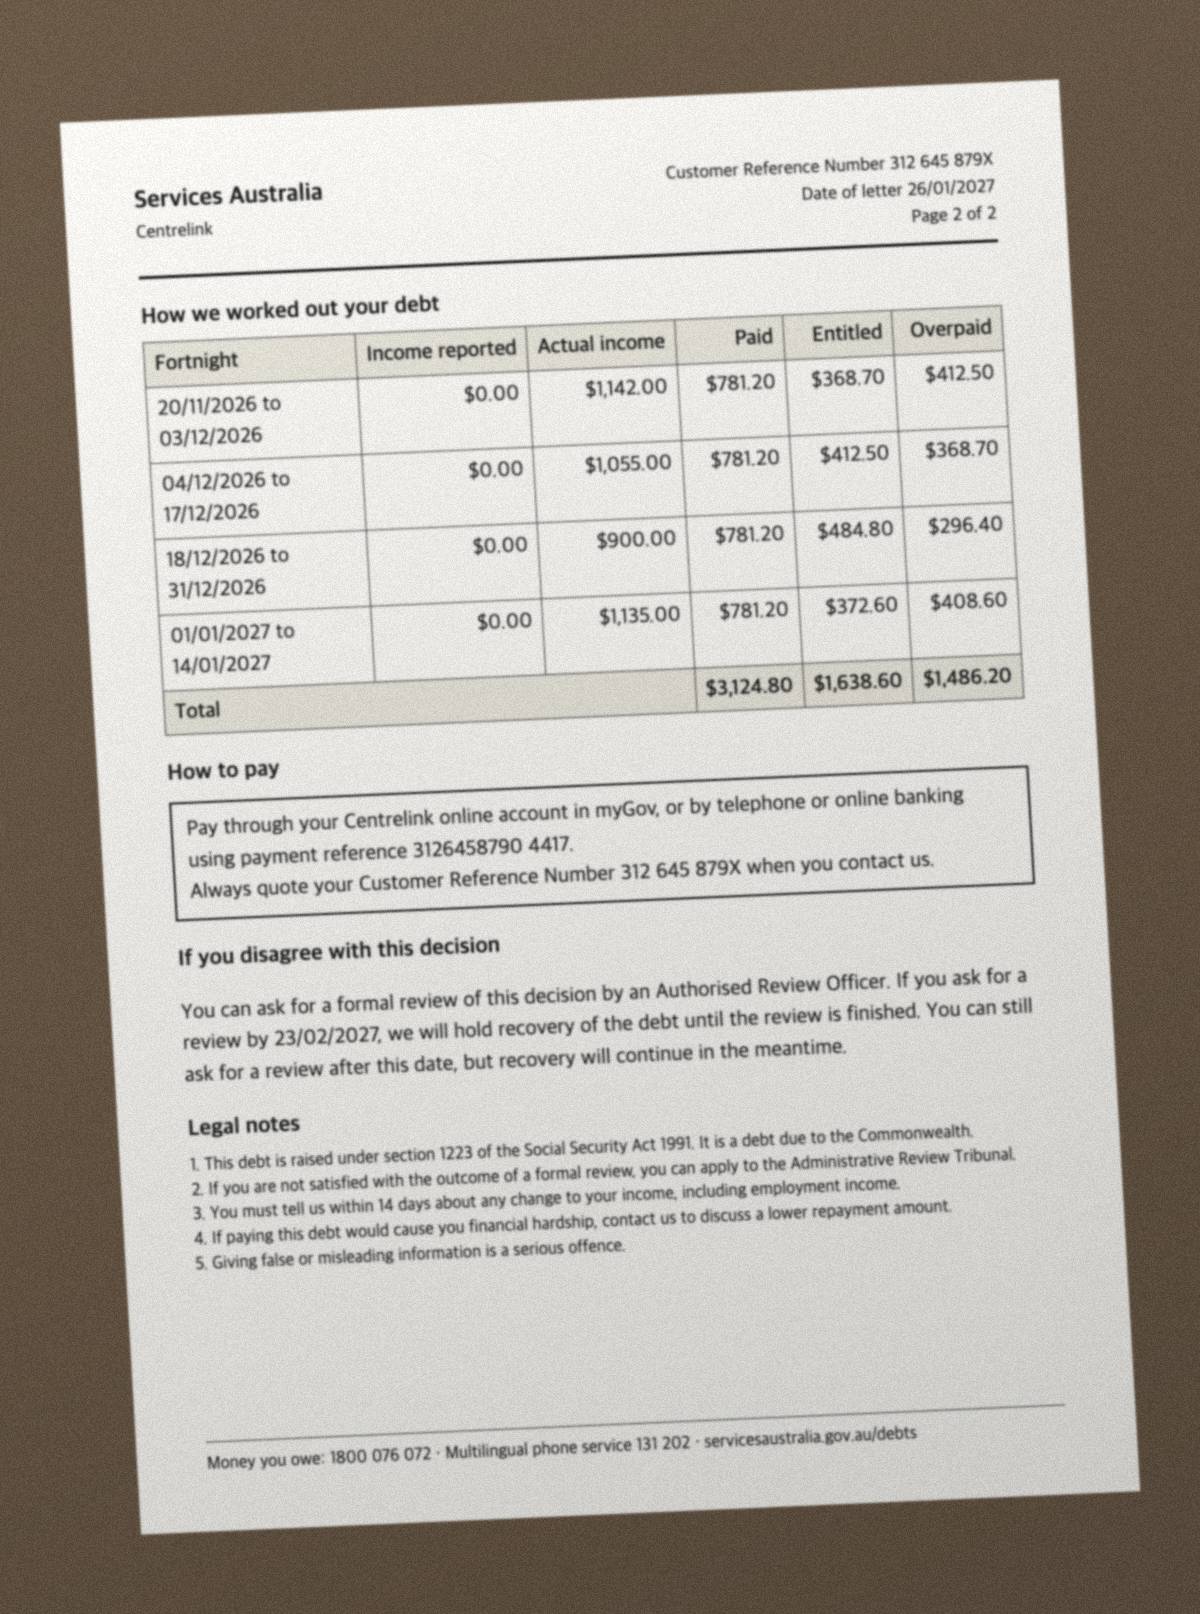 Services Australia
Centrelink
Customer Reference Number 312 645 879X
Date of letter 26/01/2027
Page 2 of 2
How we worked out your debt
Fortnight Income reported Actual income Paid Entitled Overpaid
20/11/2026 to 03/12/2026 $0.00 $1,142.00 $781.20 $368.70 $412.50
04/12/2026 to 17/12/2026 $0.00 $1,055.00 $781.20 $412.50 $368.70
18/12/2026 to 31/12/2026 $0.00 $900.00 $781.20 $484.80 $296.40
01/01/2027 to 14/01/2027 $0.00 $1,135.00 $781.20 $372.60 $408.60
Total $3,124.80 $1,638.60 $1,486.20
How to pay
Pay through your Centrelink online account in myGov, or by telephone or online banking
using payment reference 3126458790 4417.
Always quote your Customer Reference Number 312 645 879X when you contact us.
If you disagree with this decision
You can ask for a formal review of this decision by an Authorised Review Officer. If you ask for a
review by 23/02/2027, we will hold recovery of the debt until the review is finished. You can still
ask for a review after this date, but recovery will continue in the meantime.
Legal notes
1. This debt is raised under section 1223 of the Social Security Act 1991. It is a debt due to the Commonwealth.
2. If you are not satisfied with the outcome of a formal review, you can apply to the Administrative Review Tribunal.
3. You must tell us within 14 days about any change to your income, including employment income.
4. If paying this debt would cause you financial hardship, contact us to discuss a lower repayment amount.
5. Giving false or misleading information is a serious offence.
Money you owe: 1800 076 072 · Multilingual phone service 131 202 · servicesaustralia.gov.au/debts